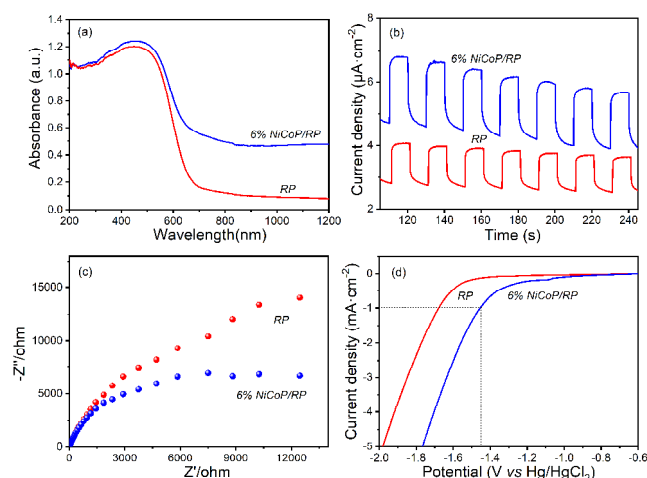 (a)
6% NiCoP/RP
RP
Absorbance (a.u.)
1.4
1.2
1.0
0.8
0.6
0.4
0.2
0.0
200 400 600 800 1000 1200
Wavelength(nm)
(b)
6% NiCoP/RP
RP
Current density (μA·cm⁻²)
8
6
4
2
120 140 160 180 200 220 240
Time (s)
(c)
RP
6% NiCoP/RP
-Z''/ohm
15000
10000
5000
0
0 3000 6000 9000 12000
Z'/ohm
(d)
RP
6% NiCoP/RP
Current density (mA·cm⁻²)
0
-1
-2
-3
-4
-5
-2.0 -1.8 -1.6 -1.4 -1.2 -1.0 -0.8 -0.6
Potential (V vs Hg/HgCl₂)